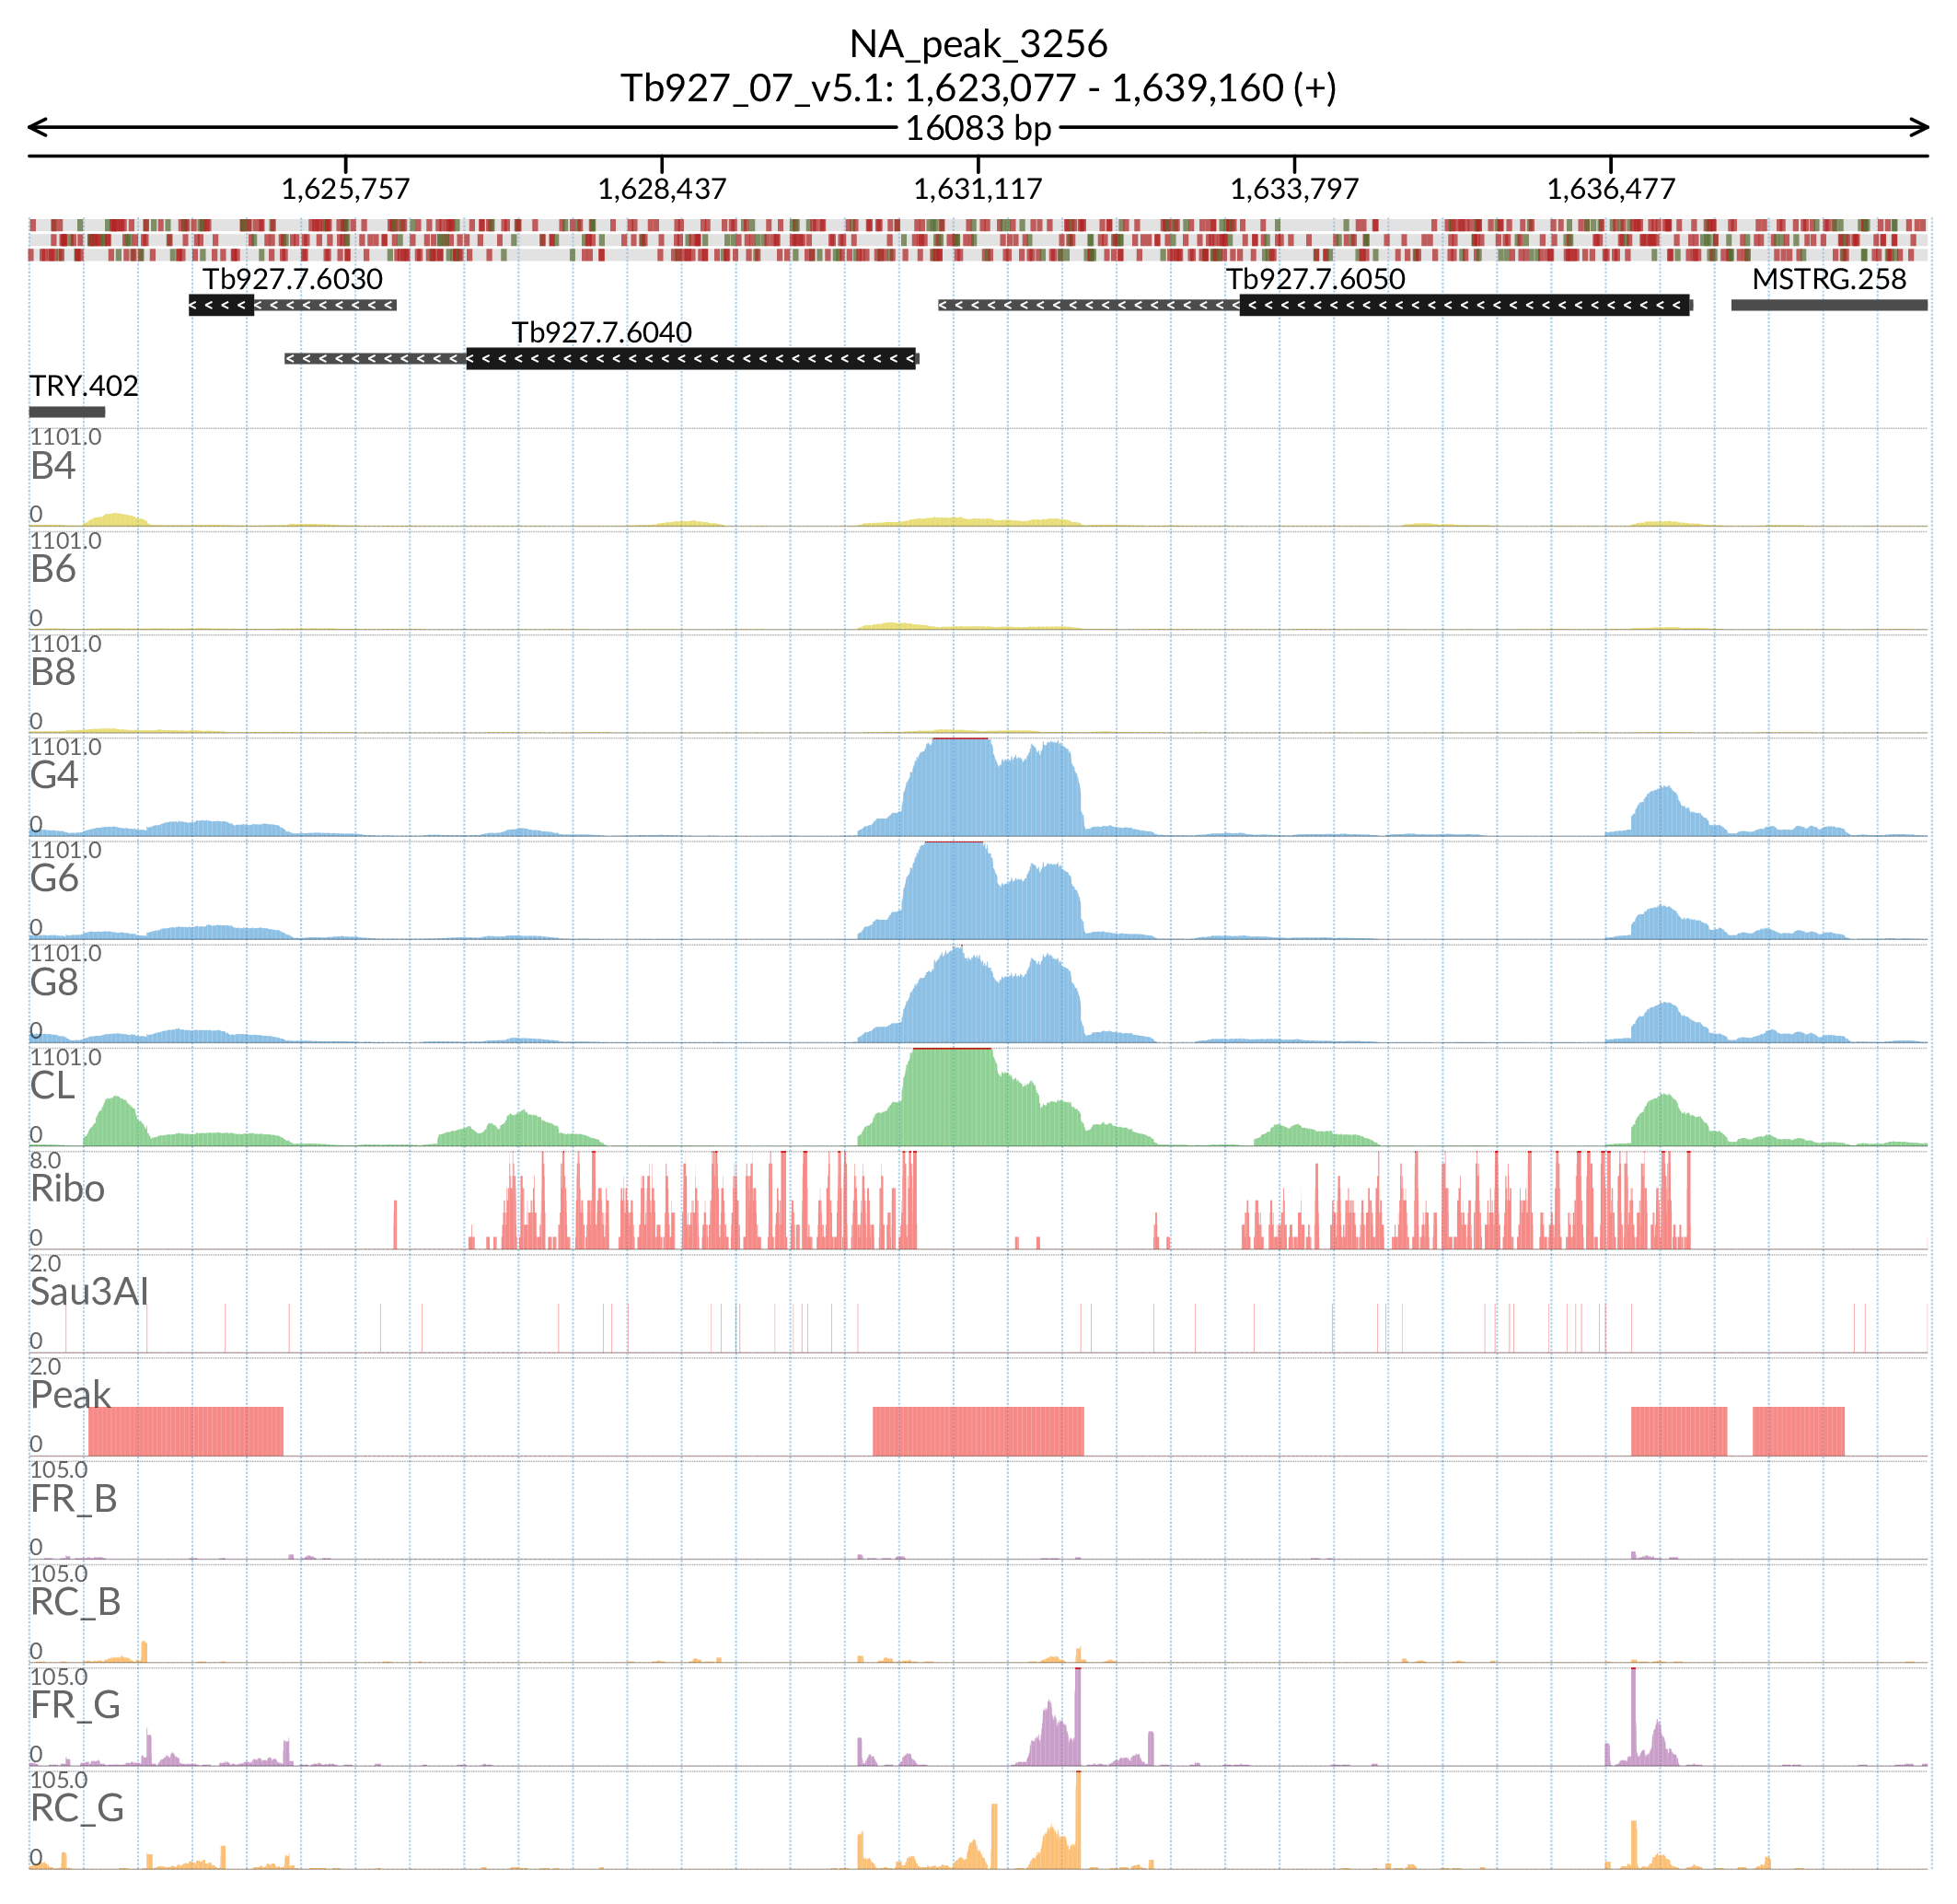 NA_peak_3256
Tb927_07_v5.1: 1,623,077 - 1,639,160 (+)
16083 bp
1,625,757 1,628,437 1,631,117 1,633,797 1,636,477
Tb927.7.6030 Tb927.7.6050 MSTRG.258
Tb927.7.6040
TRY.402
1101.0
B4
0
1101.0
B6
0
1101.0
B8
0
1101.0
G4
0
1101.0
G6
0
1101.0
G8
0
1101.0
CL
0
8.0
Ribo
0
2.0
Sau3AI
0
2.0
Peak
0
105.0
FR_B
0
105.0
RC_B
0
105.0
FR_G
0
105.0
RC_G
0